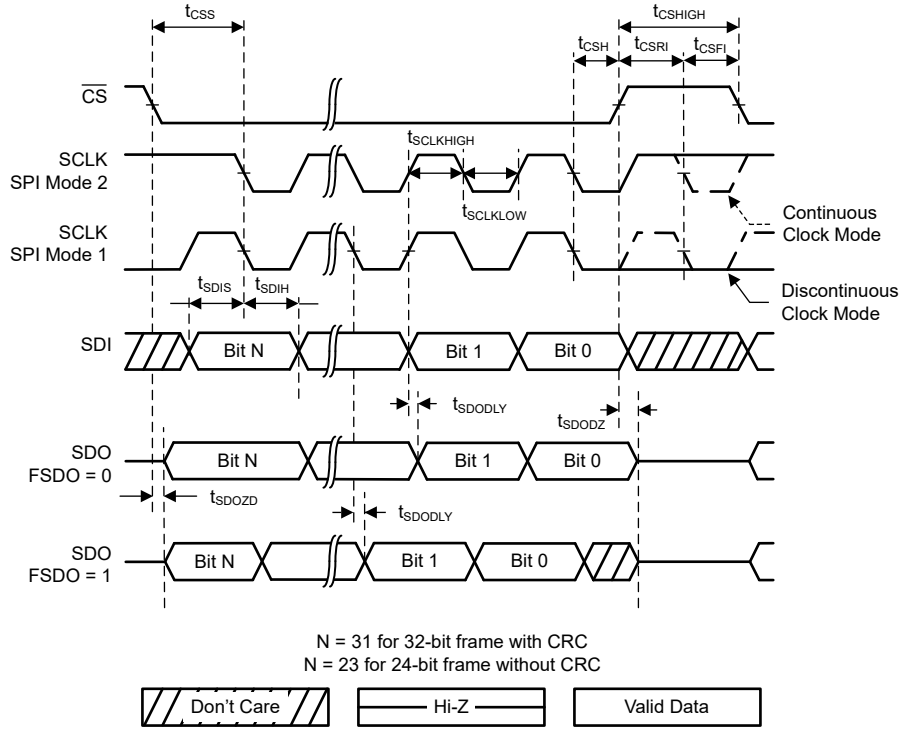 tCSS
tCSHIGH
tCSH
tCSRI
tCSFI
CS
tSCLKHIGH
SCLK
SPI Mode 2
tSCLKLOW
Continuous
Clock Mode
SCLK
SPI Mode 1
Discontinuous
Clock Mode
tSDIS
tSDIH
SDI
Bit N
Bit 1
Bit 0
tSDODLY
tSDODZ
SDO
FSDO = 0
Bit N
Bit 1
Bit 0
tSDOZD
tSDODLY
SDO
FSDO = 1
Bit N
Bit 1
Bit 0
N = 31 for 32-bit frame with CRC
N = 23 for 24-bit frame without CRC
Don't Care
Hi-Z
Valid Data